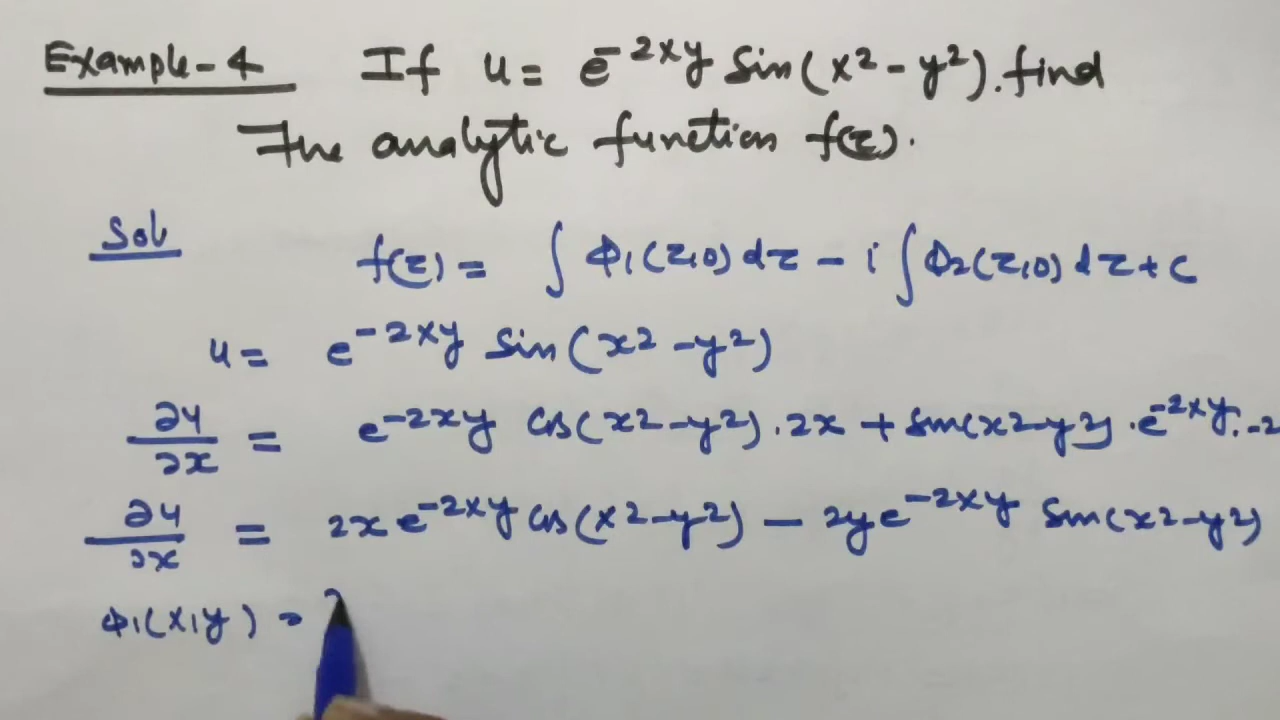 Example-4 If u = e^-2xy Sin(x² - y²). find
The analytic function f(z).
Sol
f(z) = ∫ Φ₁(z,0) dz - i ∫ Φ₂(z,0) dz + c
u = e^-2xy Sin(x² - y²)
∂u/∂x = e^-2xy cos(x² - y²) . 2x + Sin(x² - y²) . e^-2xy . -2
∂u/∂x = 2x e^-2xy cos(x² - y²) - 2y e^-2xy Sin(x² - y²)
Φ₁(x,y) =